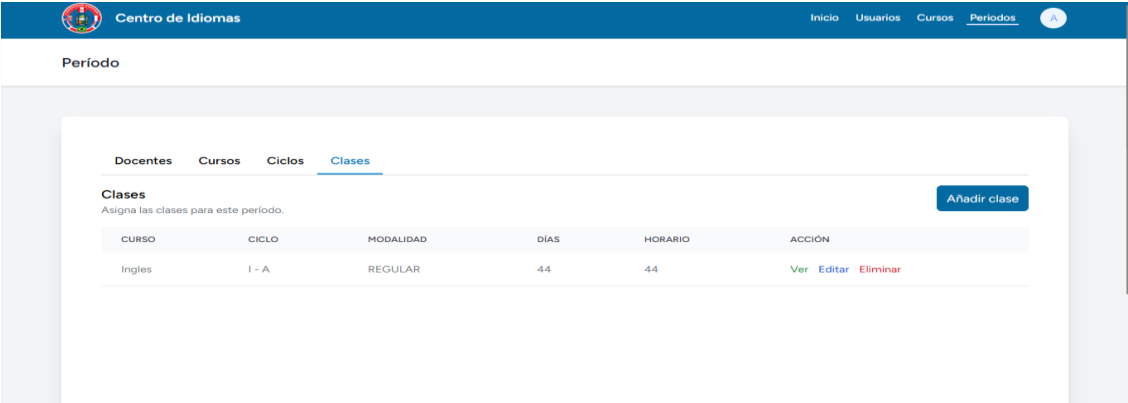 Centro de Idiomas Inicio Usuarios Cursos Periodos A
Período
Docentes Cursos Ciclos Clases
Clases
Asigna las clases para este período.
Añadir clase
CURSO CICLO MODALIDAD DÍAS HORARIO ACCIÓN
Ingles I - A REGULAR 44 44 Ver Editar Eliminar